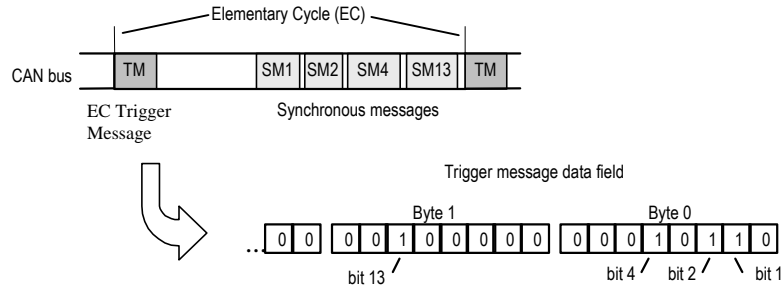 Elementary Cycle (EC)
CAN bus
TM SM1 SM2 SM4 SM13 TM
EC Trigger
Message
Synchronous messages
Trigger message data field
Byte 1 Byte 0
... 0 0 0 0 1 0 0 0 0 0 0 0 0 1 0 1 1 0
bit 13 bit 4 bit 2 bit 1